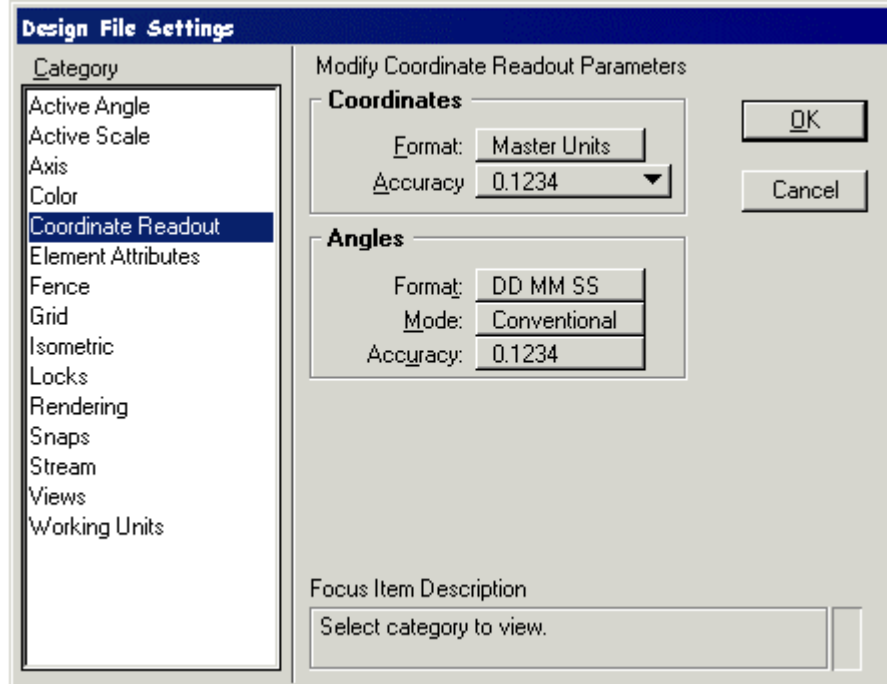 Design File Settings
Category
Active Angle
Active Scale
Axis
Color
Coordinate Readout
Element Attributes
Fence
Grid
Isometric
Locks
Rendering
Snaps
Stream
Views
Working Units
Modify Coordinate Readout Parameters
Coordinates
Format: Master Units
Accuracy 0.1234
Angles
Format: DD MM SS
Mode: Conventional
Accuracy: 0.1234
OK
Cancel
Focus Item Description
Select category to view.